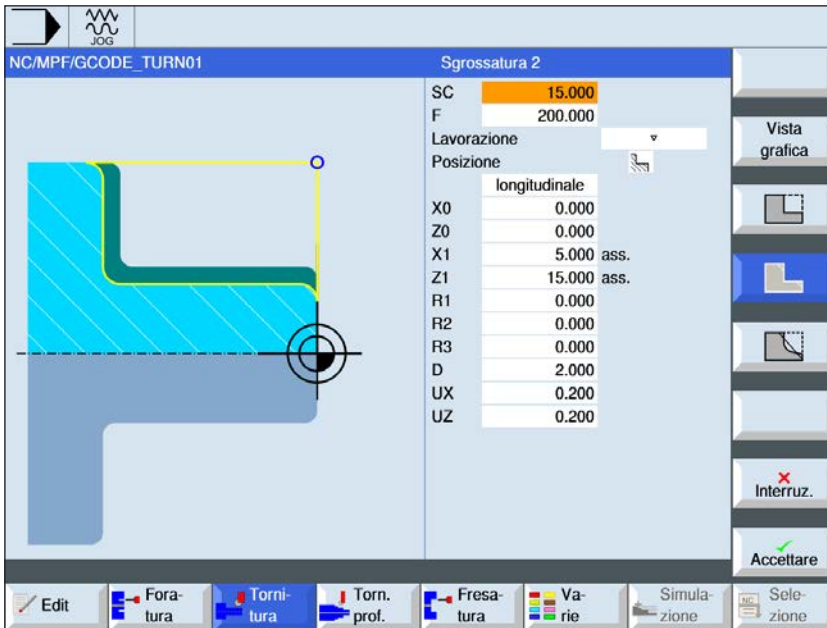 JOG
NC/MPF/GCODE_TURN01
Sgrossatura 2
SC 15.000
F 200.000
Lavorazione
Posizione
longitudinale
X0 0.000
Z0 0.000
X1 5.000 ass.
Z1 15.000 ass.
R1 0.000
R2 0.000
R3 0.000
D 2.000
UX 0.200
UZ 0.200
Vista
grafica
Interruz.
Accettare
Edit
Fora-
tura
Torni-
tura
Torn.
prof.
Fresa-
tura
Va-
rie
Simula-
zione
NC
Sele-
zione